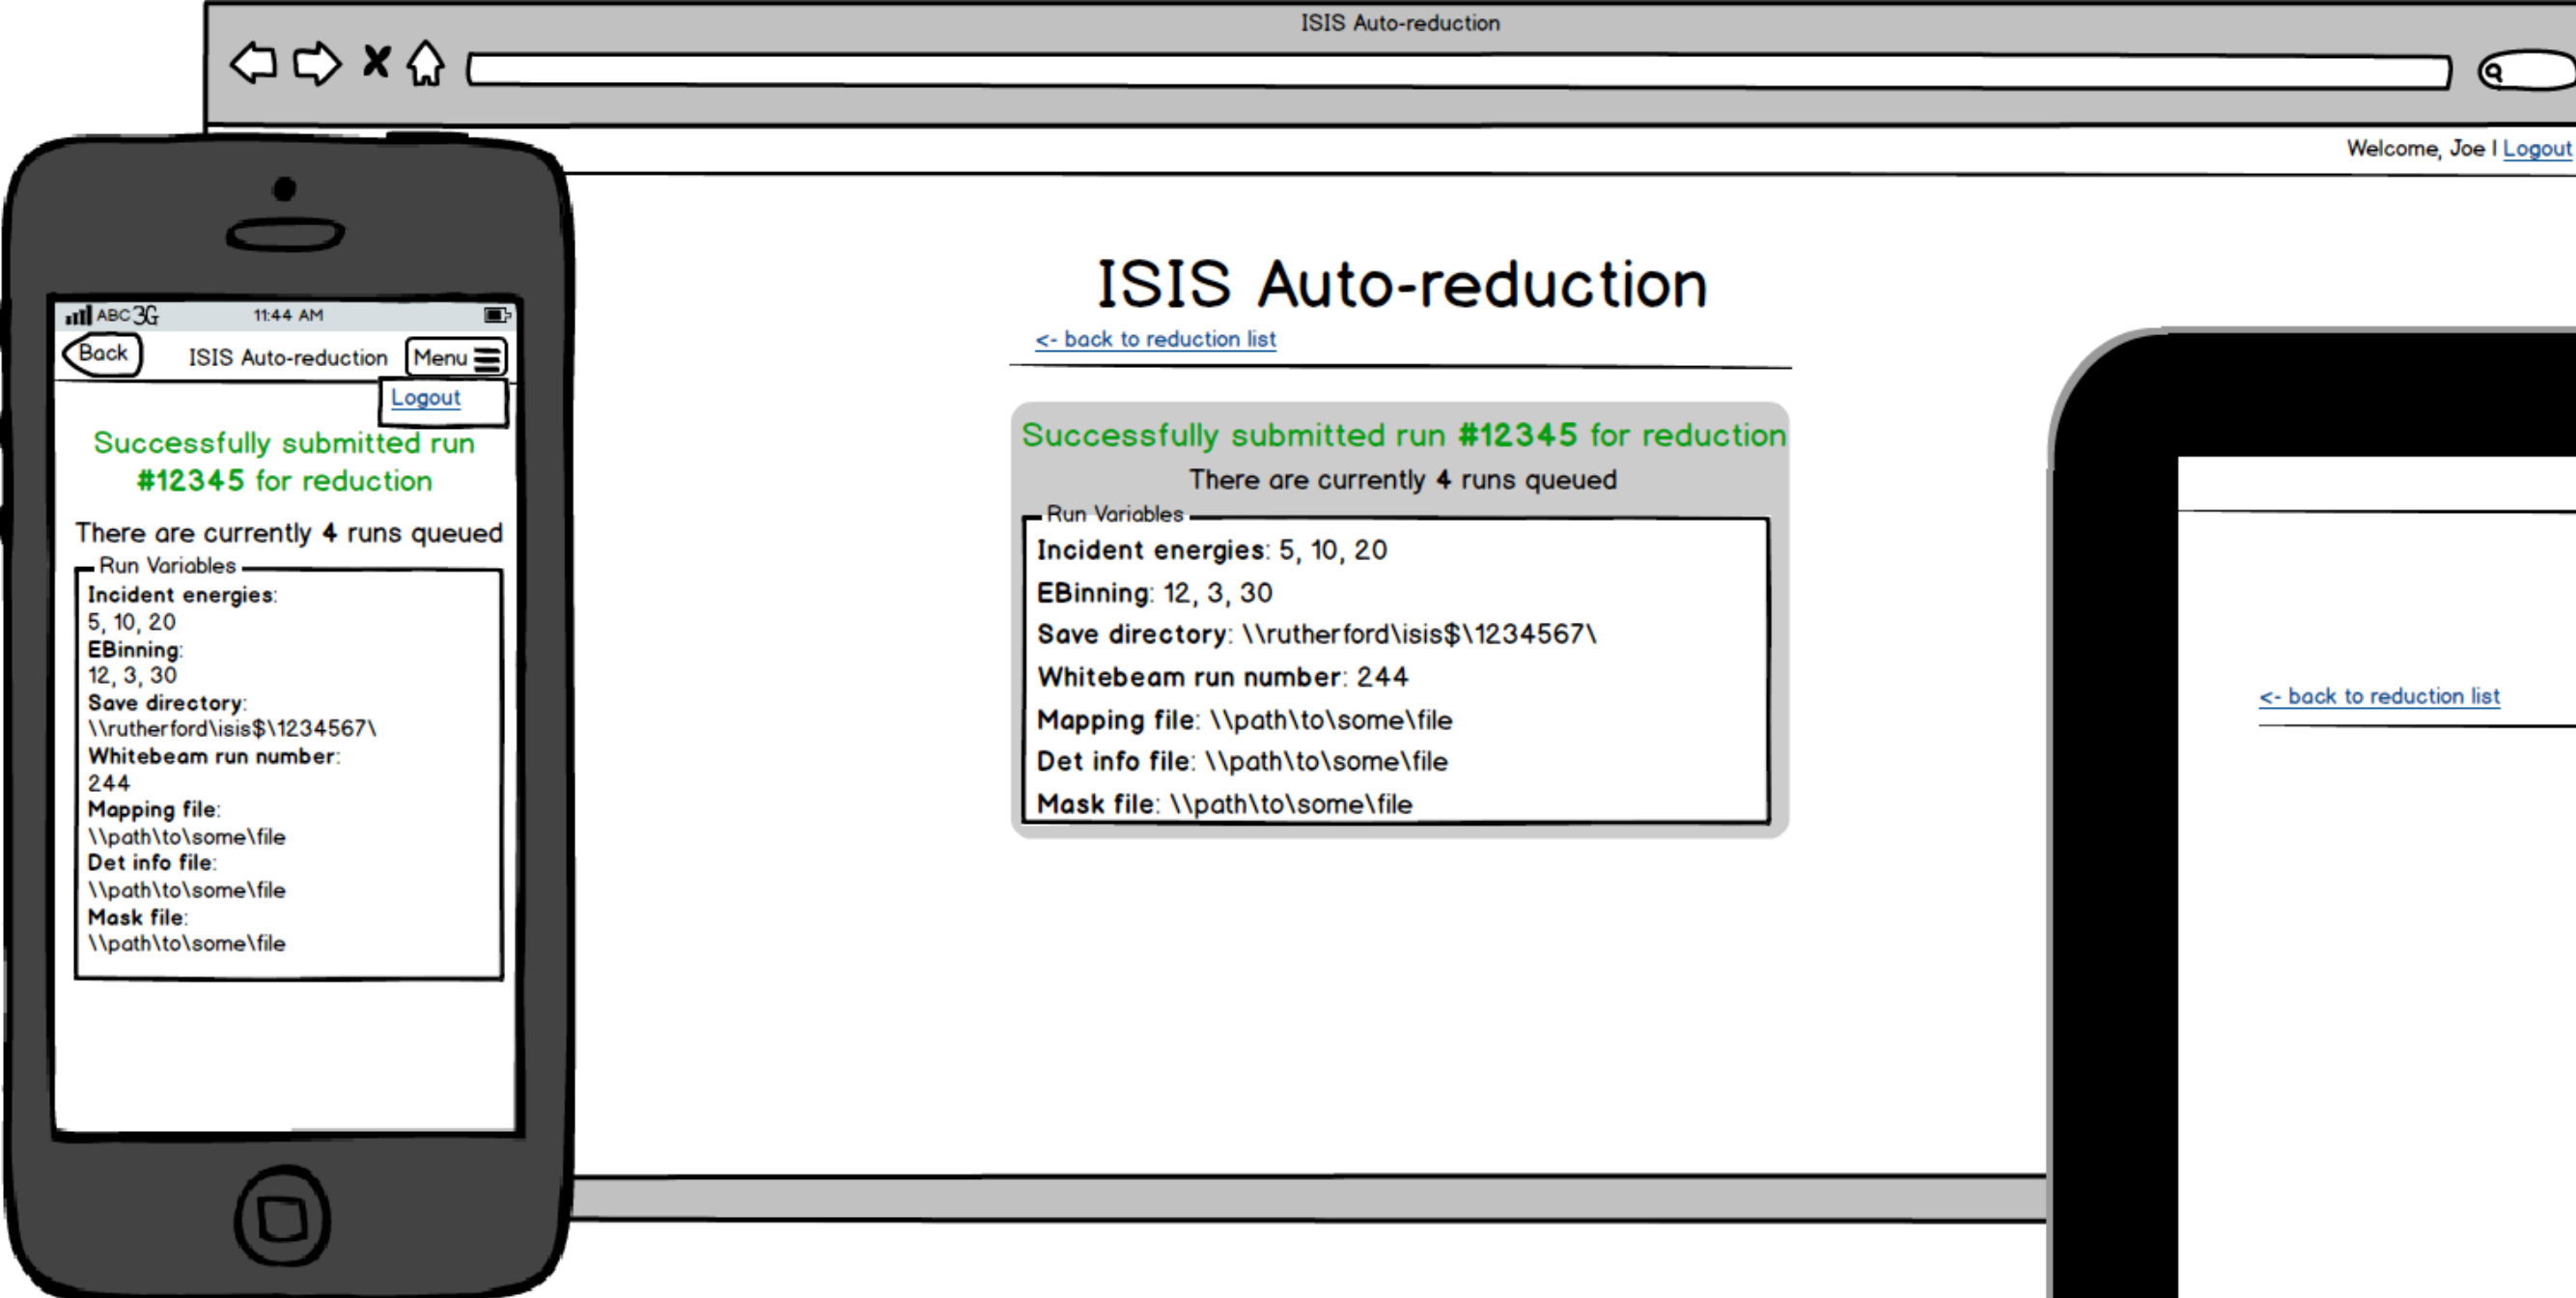 ISIS Auto-reduction
Welcome, Joe | Logout
ABC 3G 11:44 AM
Back ISIS Auto-reduction Menu
Logout
Successfully submitted run
#12345 for reduction
There are currently 4 runs queued
Run Variables
Incident energies:
5, 10, 20
EBinning:
12, 3, 30
Save directory:
\\rutherford\isis$\1234567\
Whitebeam run number:
244
Mapping file:
\\path\to\some\file
Det info file:
\\path\to\some\file
Mask file:
\\path\to\some\file
ISIS Auto-reduction
<- back to reduction list
Successfully submitted run #12345 for reduction
There are currently 4 runs queued
Run Variables
Incident energies: 5, 10, 20
EBinning: 12, 3, 30
Save directory: \\rutherford\isis$\1234567\
Whitebeam run number: 244
Mapping file: \\path\to\some\file
Det info file: \\path\to\some\file
Mask file: \\path\to\some\file
<- back to reduction list